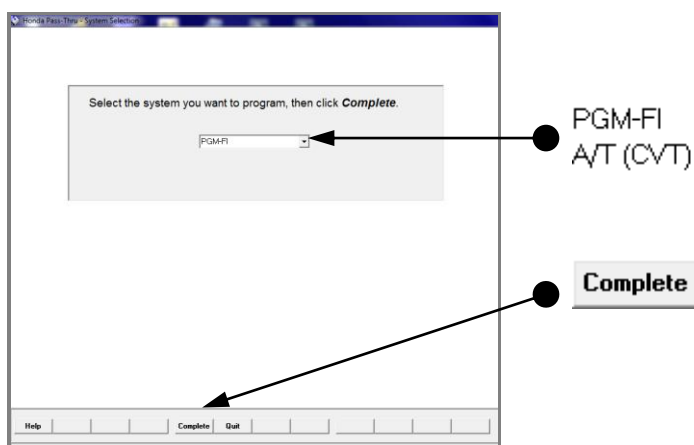 Honda Pass-Thru - System Selection
Select the system you want to program, then click Complete.
PGM-FI
PGM-FI
A/T (CVT)
Complete
Help Complete Quit